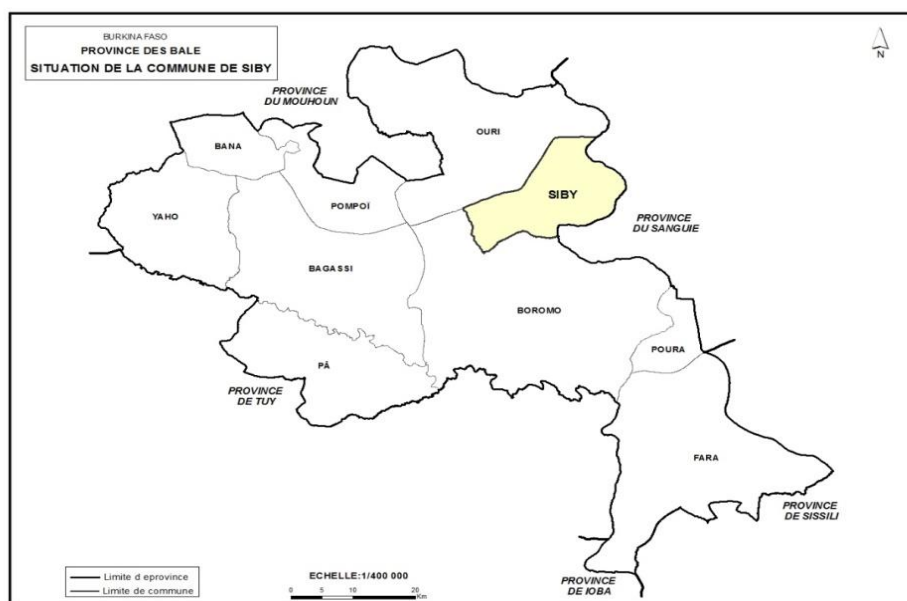 BURKINA FASO
PROVINCE DES BALE
SITUATION DE LA COMMUNE DE SIBY
N
PROVINCE
DU MOUHOUN
OURI
BANA
SIBY
POMPOÏ
YAHO
PROVINCE
DU SANGUIE
BAGASSI
BOROMO
POURA
PÂ
PROVINCE
DE TUY
FARA
PROVINCE
DE SISSILI
Limite d eprovince
Limite de commune
ECHELLE:1/400 000
0 5 10 20
Km
PROVINCE
DE IOBA